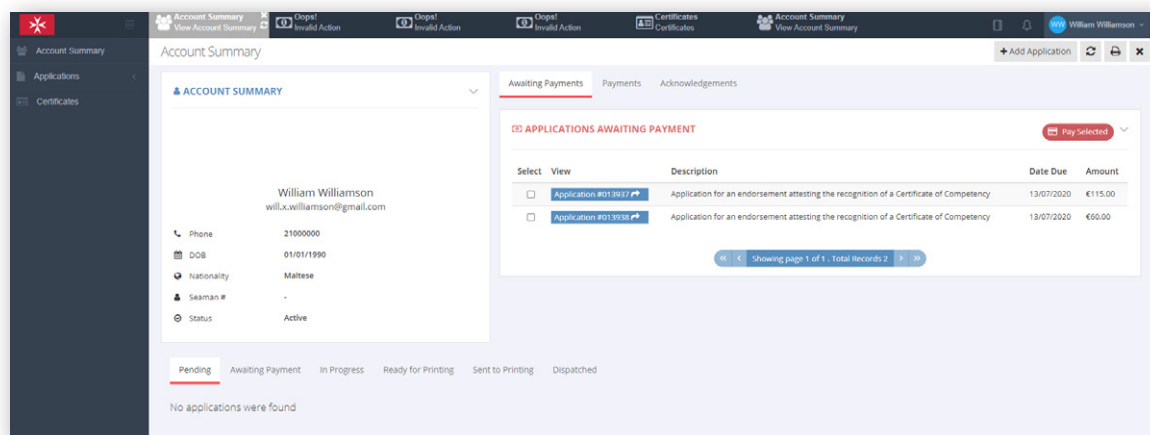 Account Summary
View Account Summary
Oops!
Invalid Action
Oops!
Invalid Action
Oops!
Invalid Action
Certificates
Certificates
Account Summary
View Account Summary
WW William Williamson
Account Summary
Applications
Certificates
Account Summary
+ Add Application
ACCOUNT SUMMARY
William Williamson
will.x.williamson@gmail.com
Phone 21000000
DOB 01/01/1990
Nationality Maltese
Seaman # -
Status Active
Awaiting Payments Payments Acknowledgements
APPLICATIONS AWAITING PAYMENT
Pay Selected
Select View Description Date Due Amount
Application #013937 Application for an endorsement attesting the recognition of a Certificate of Competency 13/07/2020 €115.00
Application #013938 Application for an endorsement attesting the recognition of a Certificate of Competency 13/07/2020 €60.00
« ‹ Showing page 1 of 1 . Total Records 2 › »
Pending Awaiting Payment In Progress Ready for Printing Sent to Printing Dispatched
No applications were found